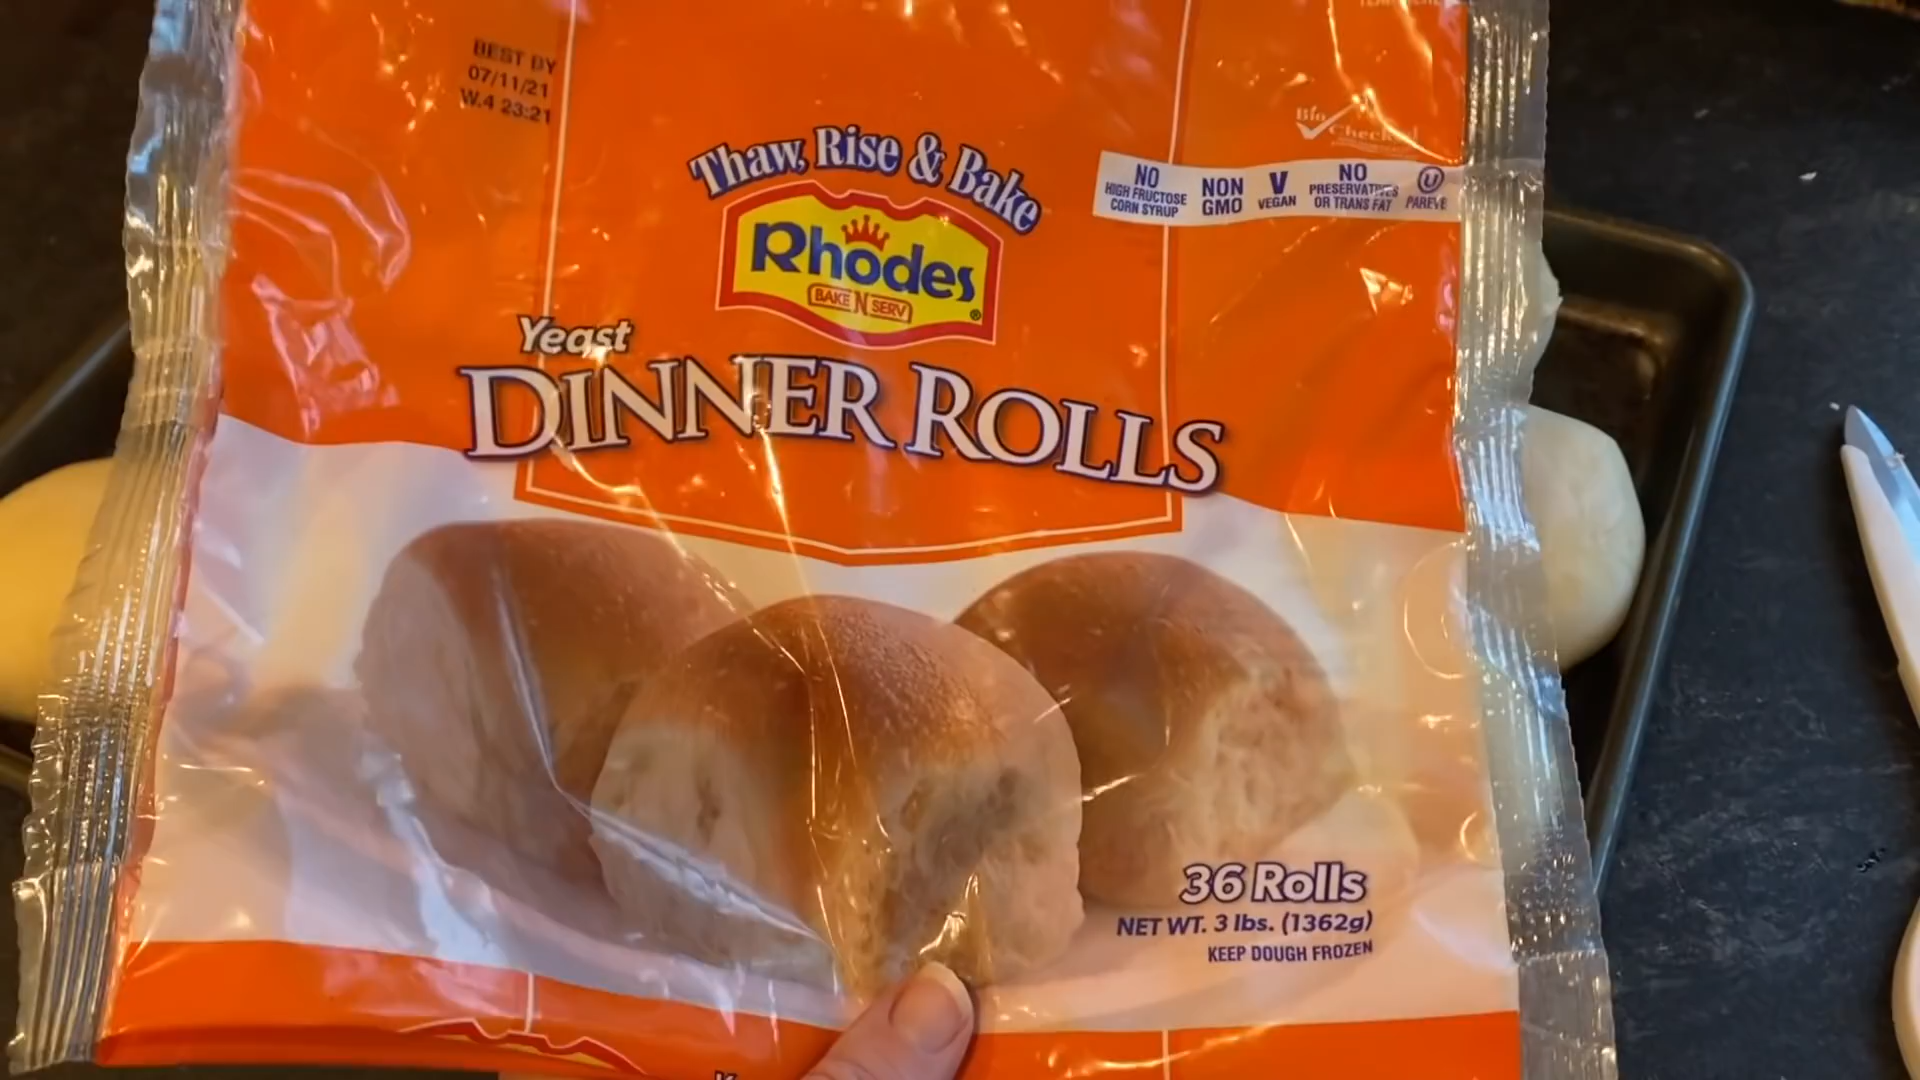 BEST BY
07/11/21
W.4 23:21
Thaw, Rise & Bake
Rhodes
BAKE N SERV
®
Yeast
DINNER ROLLS
Bio
Checked
NO
HIGH FRUCTOSE
CORN SYRUP
NON
GMO
V
VEGAN
NO
PRESERVATIVES
OR TRANS FAT
U
PAREVE
36 Rolls
NET WT. 3 lbs. (1362g)
KEEP DOUGH FROZEN